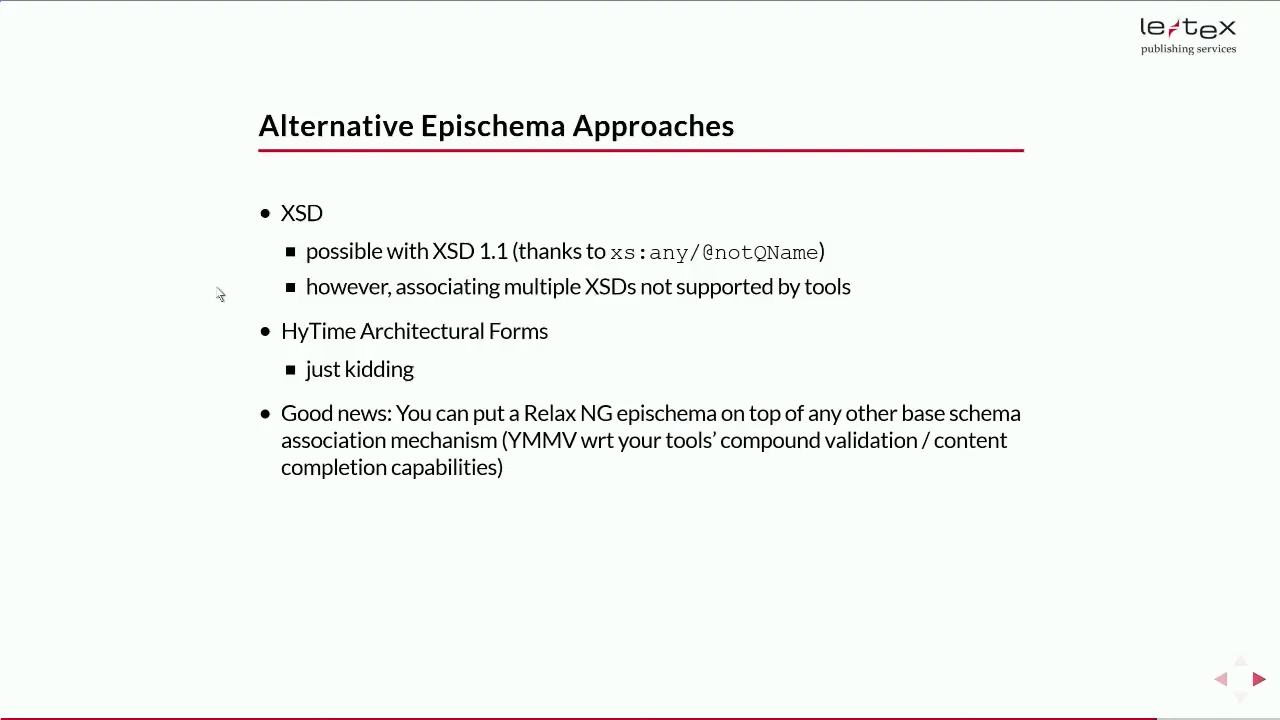 le-tex
publishing services
Alternative Epischema Approaches
XSD
possible with XSD 1.1 (thanks to xs:any/@notQName)
however, associating multiple XSDs not supported by tools
HyTime Architectural Forms
just kidding
Good news: You can put a Relax NG epischema on top of any other base schema
association mechanism (YMMV wrt your tools’ compound validation / content
completion capabilities)